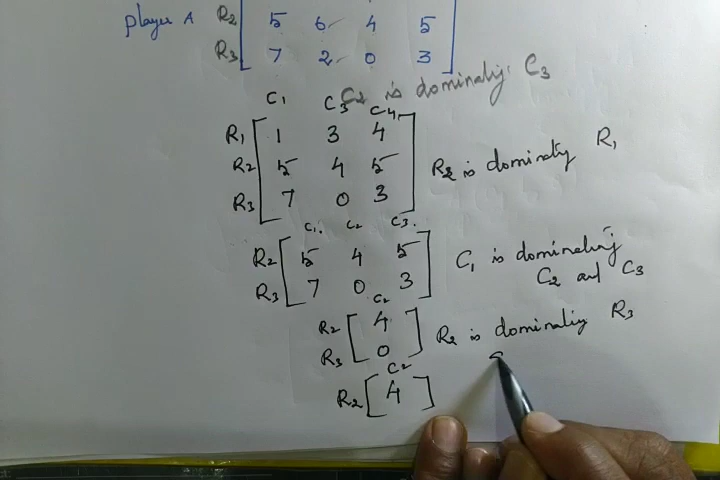 player A R2 5 6 4 5
R3 7 2 0 3
C2 is dominatiy C3
C1 C3 C4
R1 1 3 4
R2 5 4 5 R2 is dominatiy R1
R3 7 0 3
C1. C2 C3.
R2 5 4 5 C1 is dominating
R3 7 0 3 C2 and C3
C2
R2 4 R2 is dominatiy R3
R3 0
C2
R2 4